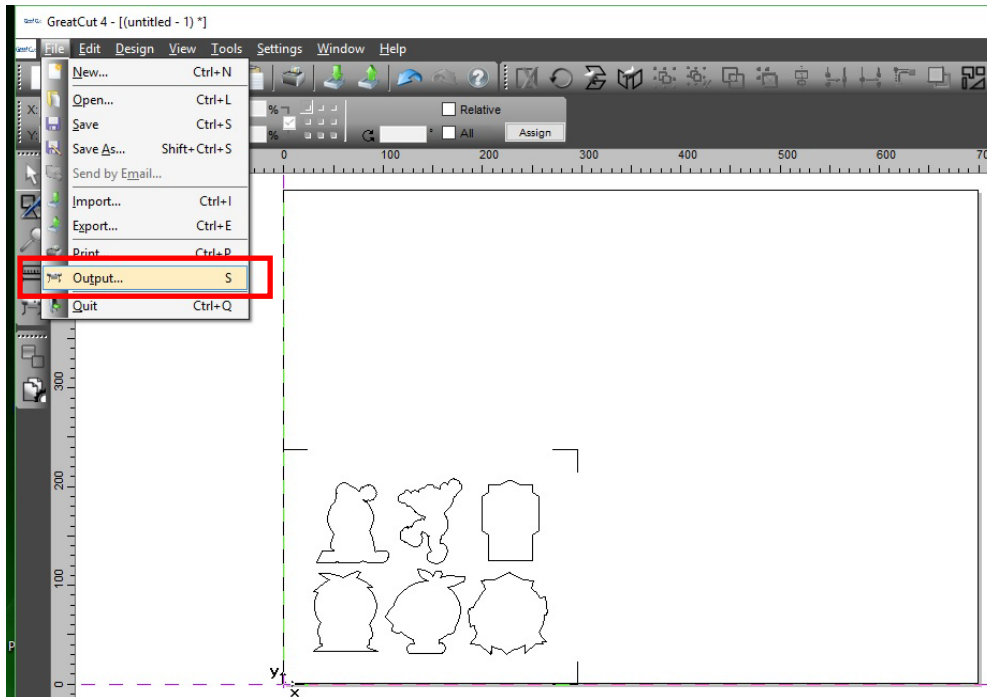 GreatCut 4 - [(untitled - 1) *]
File Edit Design View Tools Settings Window Help
New... Ctrl+N
Open... Ctrl+L
Save Ctrl+S
Save As... Shift+Ctrl+S
Send by Email...
Import... Ctrl+I
Export... Ctrl+E
Print Ctrl+P
Output... S
Quit Ctrl+Q
X: % Relative
Y: % ° All Assign
0 100 200 300 400 500 600 70
300
200
100
0
y
x
P